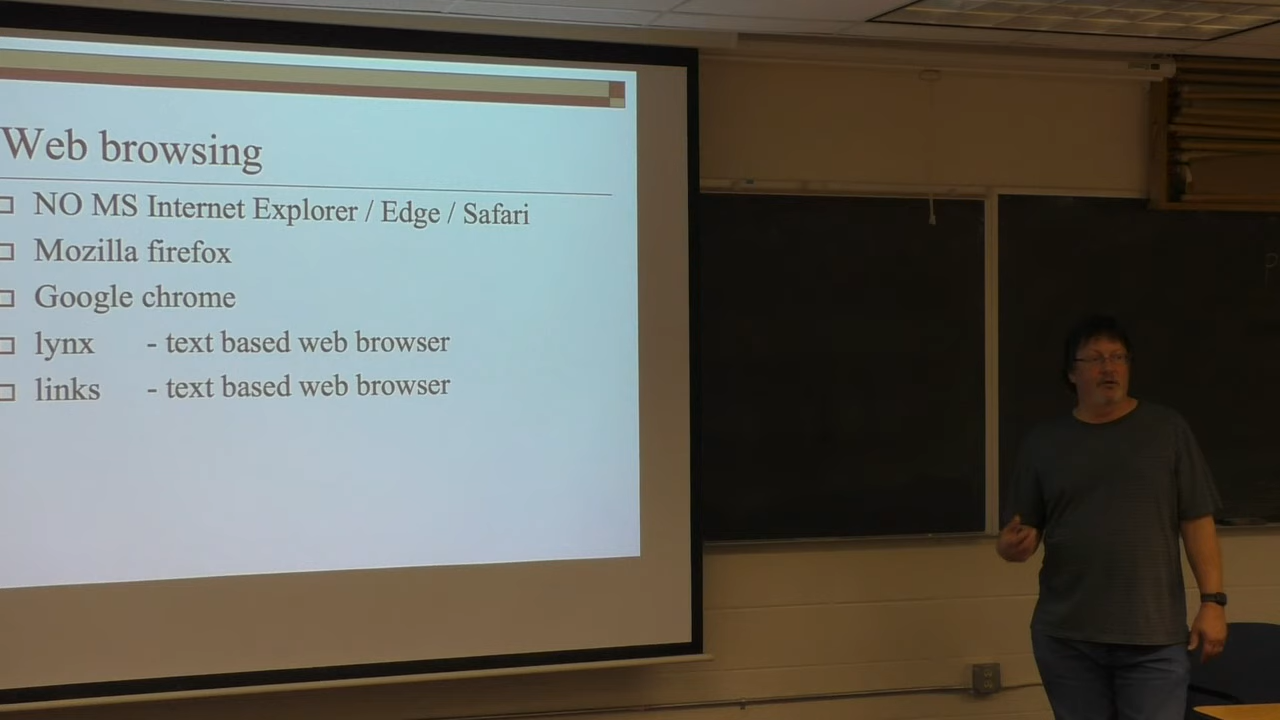 Web browsing
NO MS Internet Explorer / Edge / Safari
Mozilla firefox
Google chrome
lynx - text based web browser
links - text based web browser